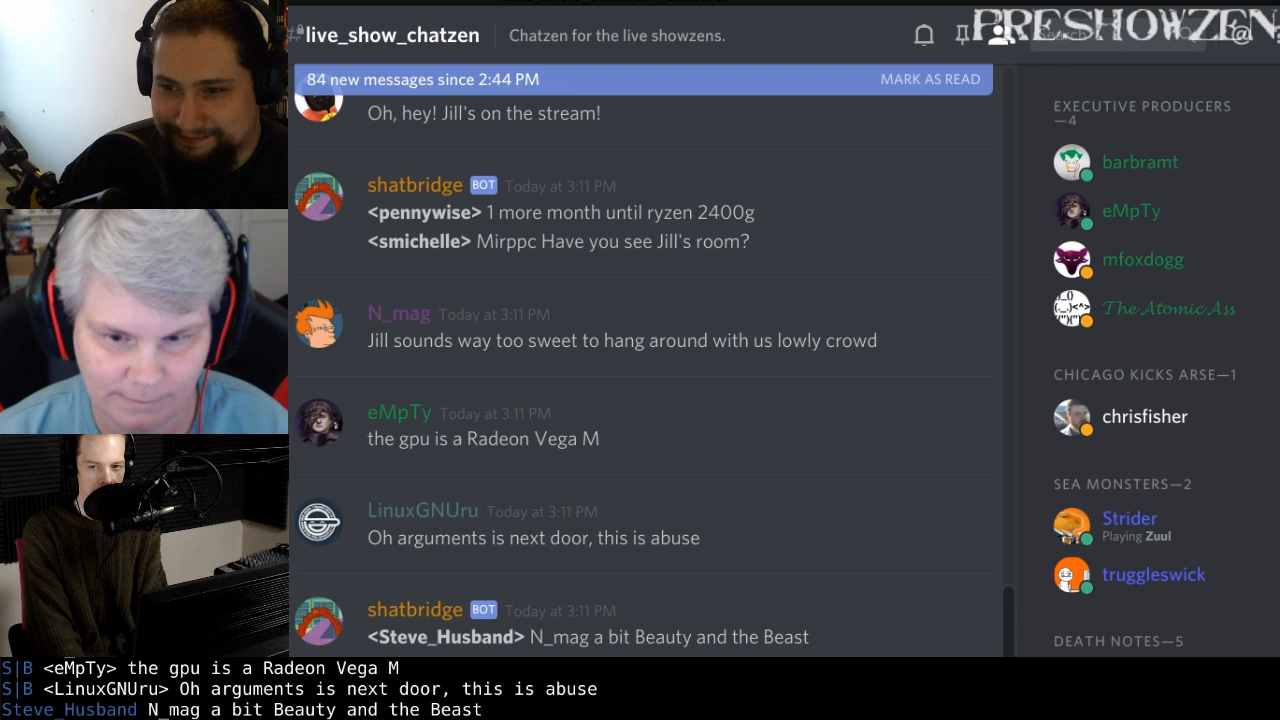 PRESHOWZEN
live_show_chatzen
Chatzen for the live showzens.
Search
84 new messages since 2:44 PM
MARK AS READ
Oh, hey! Jill's on the stream!
shatbridge BOT Today at 3:11 PM
<pennywise> 1 more month until ryzen 2400g
<smichelle> Mirppc Have you see Jill's room?
N_mag Today at 3:11 PM
Jill sounds way too sweet to hang around with us lowly crowd
eMpTy Today at 3:11 PM
the gpu is a Radeon Vega M
LinuxGNUru Today at 3:11 PM
Oh arguments is next door, this is abuse
shatbridge BOT Today at 3:11 PM
<Steve_Husband> N_mag a bit Beauty and the Beast
EXECUTIVE PRODUCERS
—4
barbramt
eMpTy
mfoxdogg
The Atomic Ass
CHICAGO KICKS ARSE—1
chrisfisher
SEA MONSTERS—2
Strider
Playing Zuul
truggleswick
DEATH NOTES—5
S|B <eMpTy> the gpu is a Radeon Vega M
S|B <LinuxGNUru> Oh arguments is next door, this is abuse
Steve_Husband N_mag a bit Beauty and the Beast